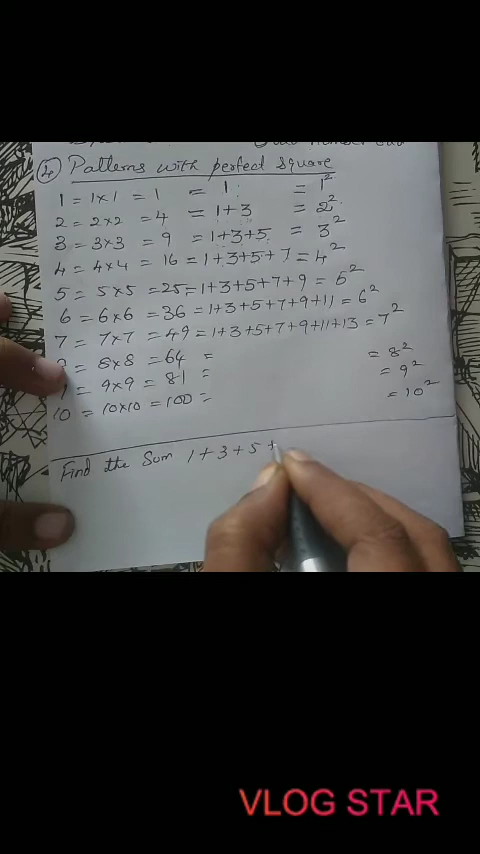 4 Patterns with perfect square
1 = 1×1 = 1 = 1 = 1²
2 = 2×2 = 4 = 1+3 = 2²
3 = 3×3 = 9 = 1+3+5 = 3²
4 = 4×4 = 16 = 1+3+5+7 = 4²
5 = 5×5 = 25 = 1+3+5+7+9 = 5²
6 = 6×6 = 36 = 1+3+5+7+9+11 = 6²
7 = 7×7 = 49 = 1+3+5+7+9+11+13 = 7²
= 8×8 = 64 = = 8²
= 9×9 = 81 = = 9²
10 = 10×10 = 100 = = 10²
Find the Sum 1+3+5+
VLOG STAR